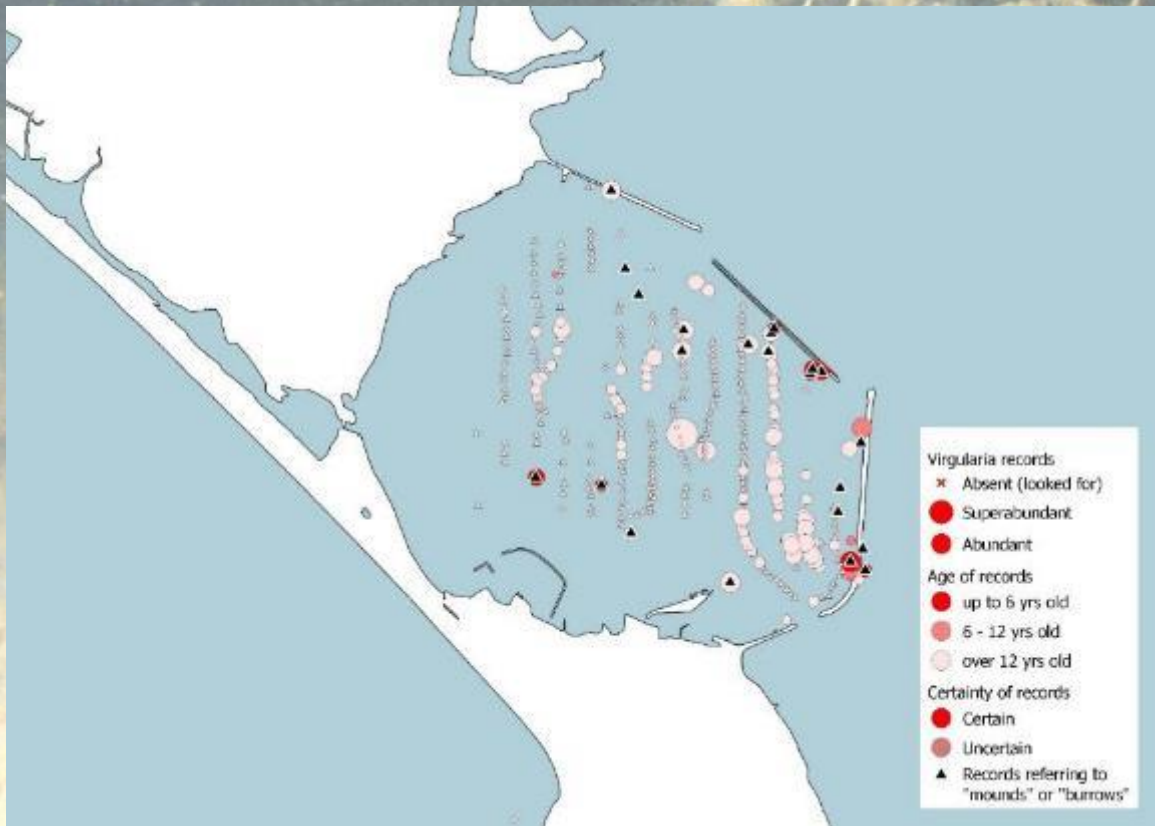 Virgularia records
Absent (looked for)
Superabundant
Abundant
Age of records
up to 6 yrs old
6 - 12 yrs old
over 12 yrs old
Certainty of records
Certain
Uncertain
Records referring to
"mounds" or "burrows"